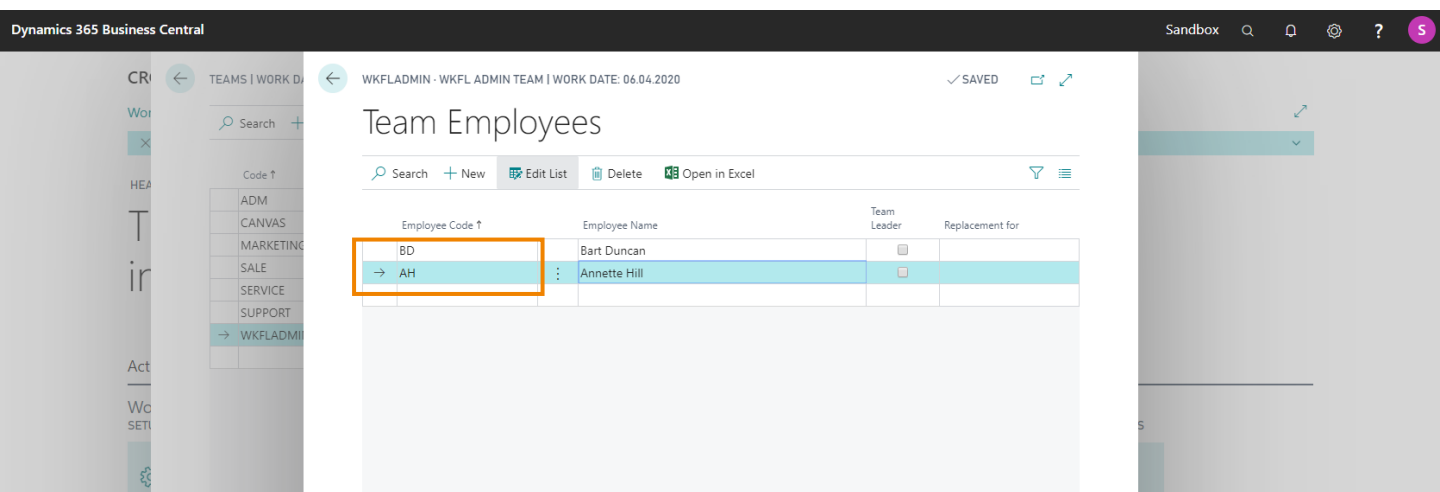 Dynamics 365 Business Central
Sandbox ? S
TEAMS | WORK DA
WKFLADMIN · WKFL ADMIN TEAM | WORK DATE: 06.04.2020
✓ SAVED
Team Employees
Search
Search + New Edit List Delete Open in Excel
Code ↑
ADM
CANVAS
MARKETING
SALE
SERVICE
SUPPORT
→ WKFLADMI
Employee Code ↑ Employee Name Team Leader Replacement for
BD Bart Duncan
→ AH Annette Hill
CR
Wor
HEA
T
in
Act
Wo
SETU
S